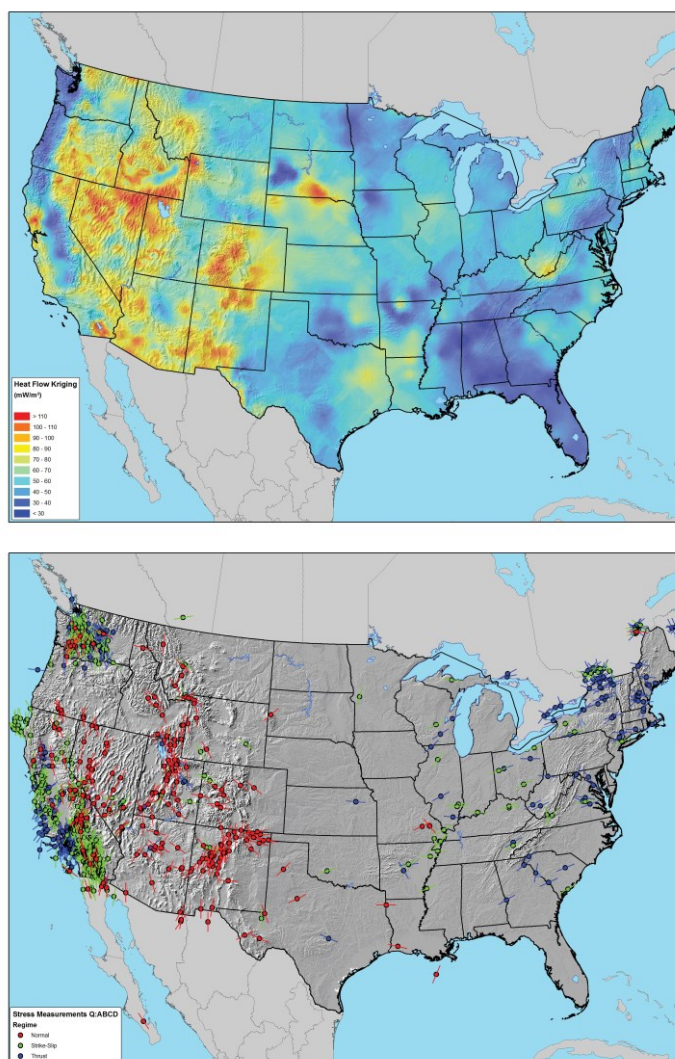 Heat Flow Kriging
(mW/m²)
> 110
100 - 110
90 - 100
80 - 90
70 - 80
60 - 70
50 - 60
40 - 50
30 - 40
< 30
Stress Measurements Q:ABCD
Regime
Normal
Strike-Slip
Thrust